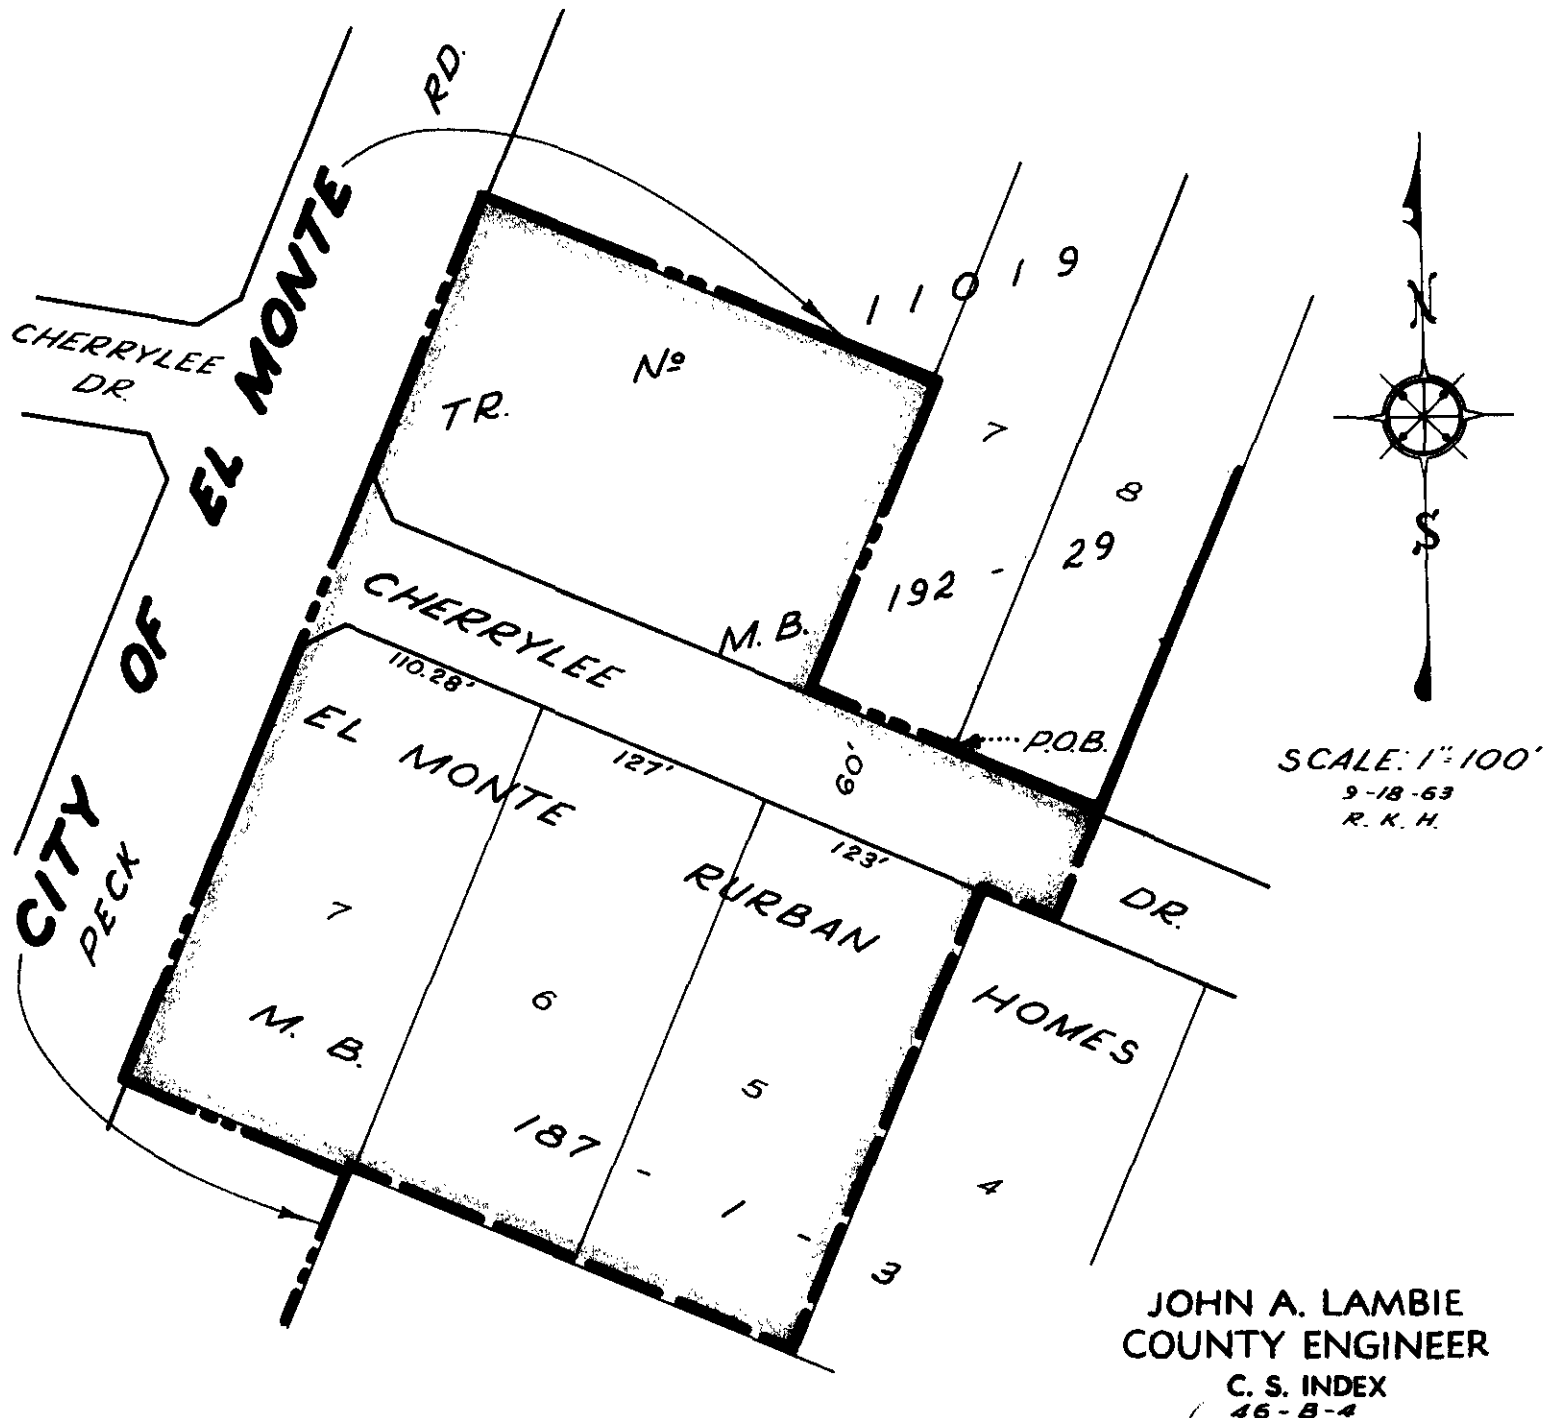 RD.
CITY OF EL MONTE
PECK
CHERRYLEE
DR.
TR. Nº 11019
M. B. 192 - 29
7
8
CHERRYLEE DR.
60'
P.O.B.
110.28'
127'
123'
EL MONTE RURBAN HOMES
7
6
5
4
M. B. 187 - 1 - 3
N
S
SCALE: 1"=100'
9-18-63
R. K. H.
JOHN A. LAMBIE
COUNTY ENGINEER
C. S. INDEX
46-B-4